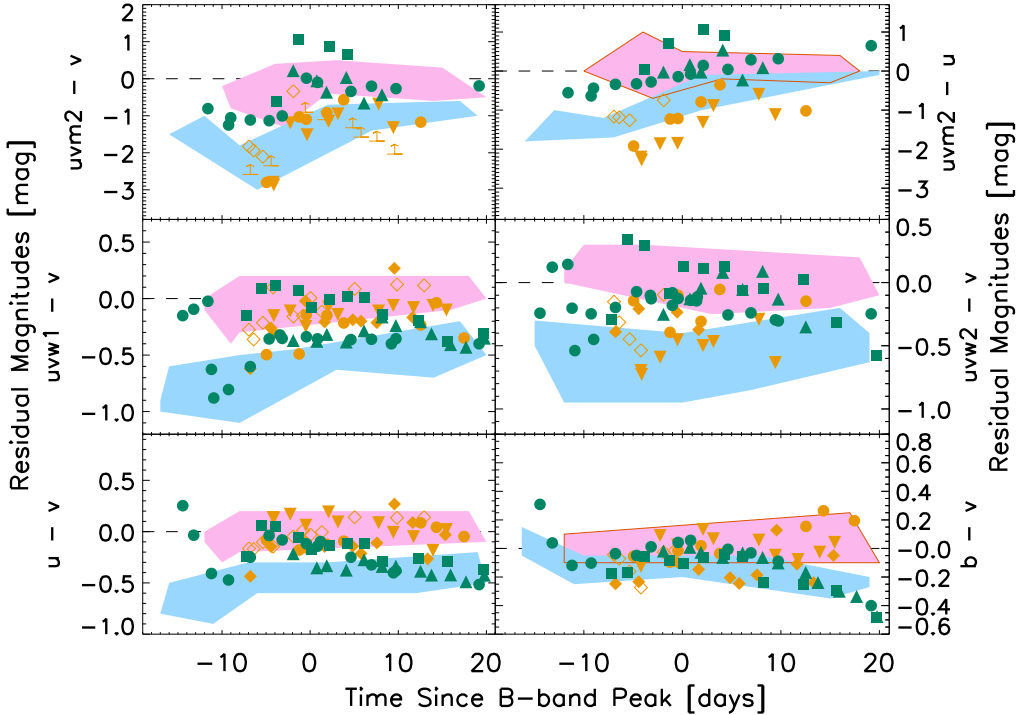 2
1
0
−1
−2
−3
uvm2 − v
1
0
−1
−2
−3
uvm2 − u
0.5
0.0
−0.5
−1.0
uvw1 − v
0.5
0.0
−0.5
−1.0
uvw2 − v
0.5
0.0
−0.5
−1.0
u − v
0.8
0.6
0.4
0.2
−0.0
−0.2
−0.4
−0.6
b − v
Residual Magnitudes [mag]
Residual Magnitudes [mag]
−10 0 10 20
−10 0 10 20
Time Since B−band Peak [days]